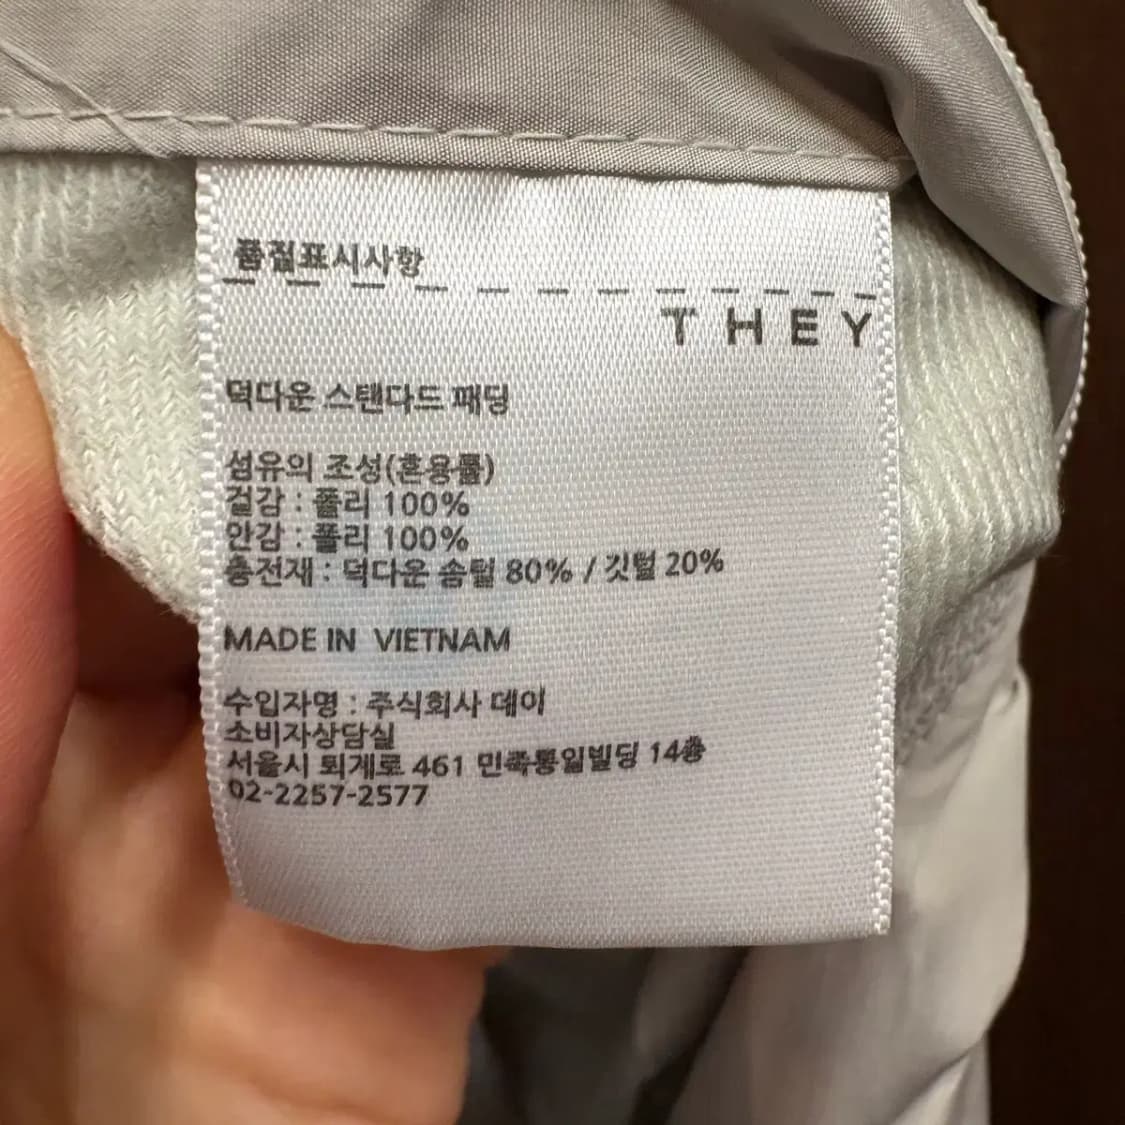 품질표시사항
THEY
덕다운 스탠다드 패딩
섬유의 조성(혼용률)
겉감 : 폴리 100%
안감 : 폴리 100%
충전재 : 덕다운 솜털 80% / 깃털 20%
MADE IN VIETNAM
수입자명 : 주식회사 데이
소비자상담실
서울시 퇴계로 461 민족통일빌딩 14층
02-2257-2577